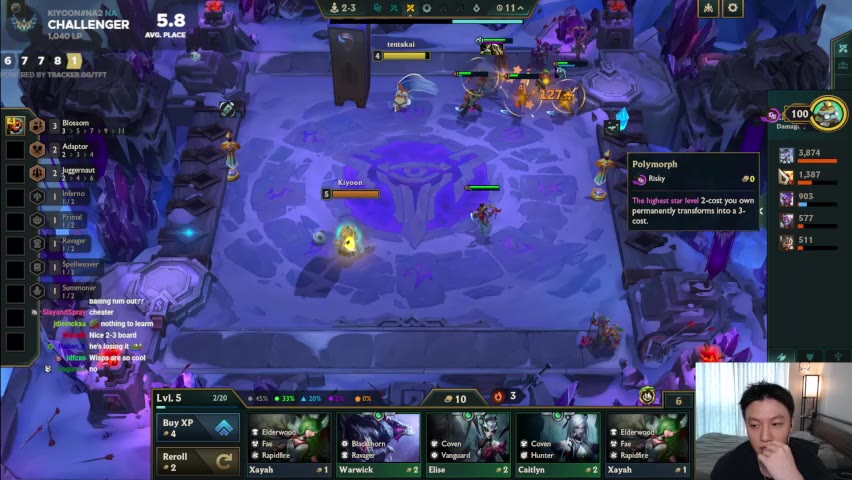 KIYOON#NA2 NA
CHALLENGER
1,040 LP
5.8
AVG. PLACE
6 7 7 8 1
POWERED BY TRACKER.GG/TFT
2-3
11
tentakai
4
127
Kiyoon
5
3 Blossom
3 > 5 > 7 > 9 > 11
2 Adaptor
2 > 3 > 4
2 Juggernaut
2 > 4 > 6
1 Inferno
1 / 2
1 Primal
1 / 2
1 Ravager
1 / 2
1 Spellweaver
1 / 2
1 Summoner
1 / 2
balling him out??
SlayandSpray: cheater
nothing to learn
Nice 2-3 board
he's losing it
jdfcxo Wisps are so cool
no
100
3,874
1,387
903
577
511
Polymorph
Risky
0
The highest star level 2-cost you own
permanently transforms into a 3-
cost.
Lvl. 5
2/20
45%
33%
20%
2%
0%
10
3
6
Buy XP
4
Reroll
2
Elderwood
Fae
Rapidfire
Xayah 1
Blackthorn
Ravager
Warwick 2
Coven
Vanguard
Elise 2
Coven
Hunter
Caitlyn 2
Elderwood
Fae
Rapidfire
Xayah 1